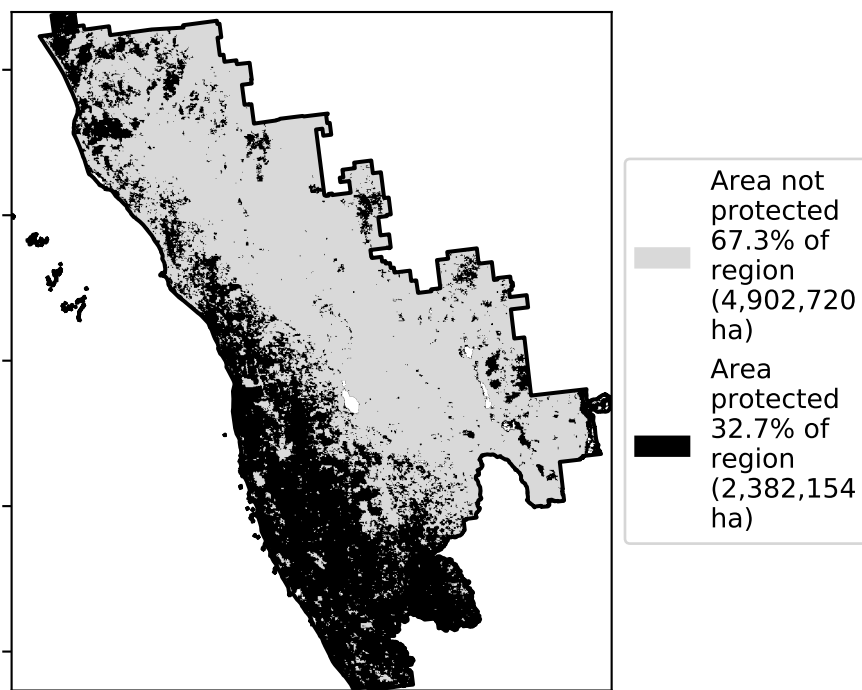 Area not
protected
67.3% of
region
(4,902,720
ha)
Area
protected
32.7% of
region
(2,382,154
ha)